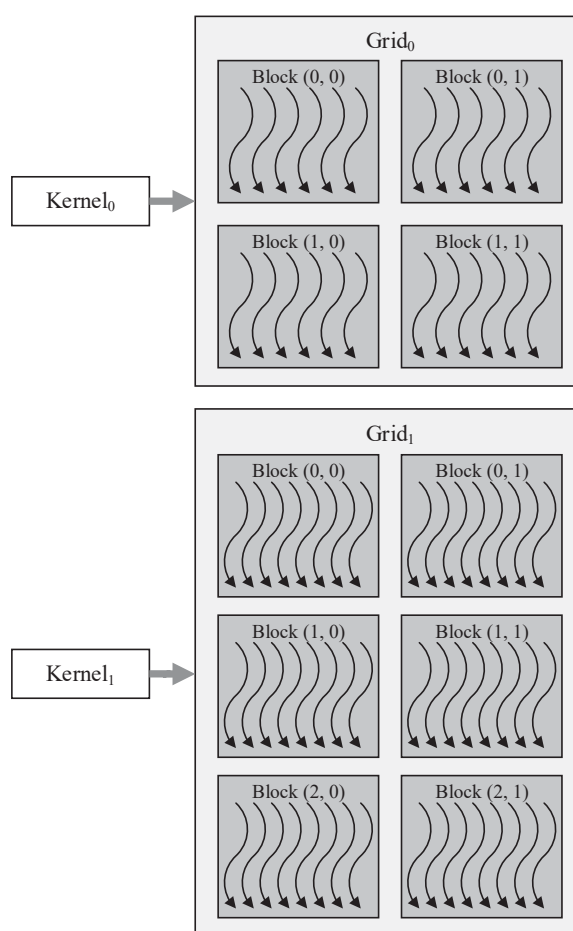 Grid₀
Block (0, 0) Block (0, 1)
Kernel₀
Block (1, 0) Block (1, 1)
Grid₁
Block (0, 0) Block (0, 1)
Block (1, 0) Block (1, 1)
Kernel₁
Block (2, 0) Block (2, 1)